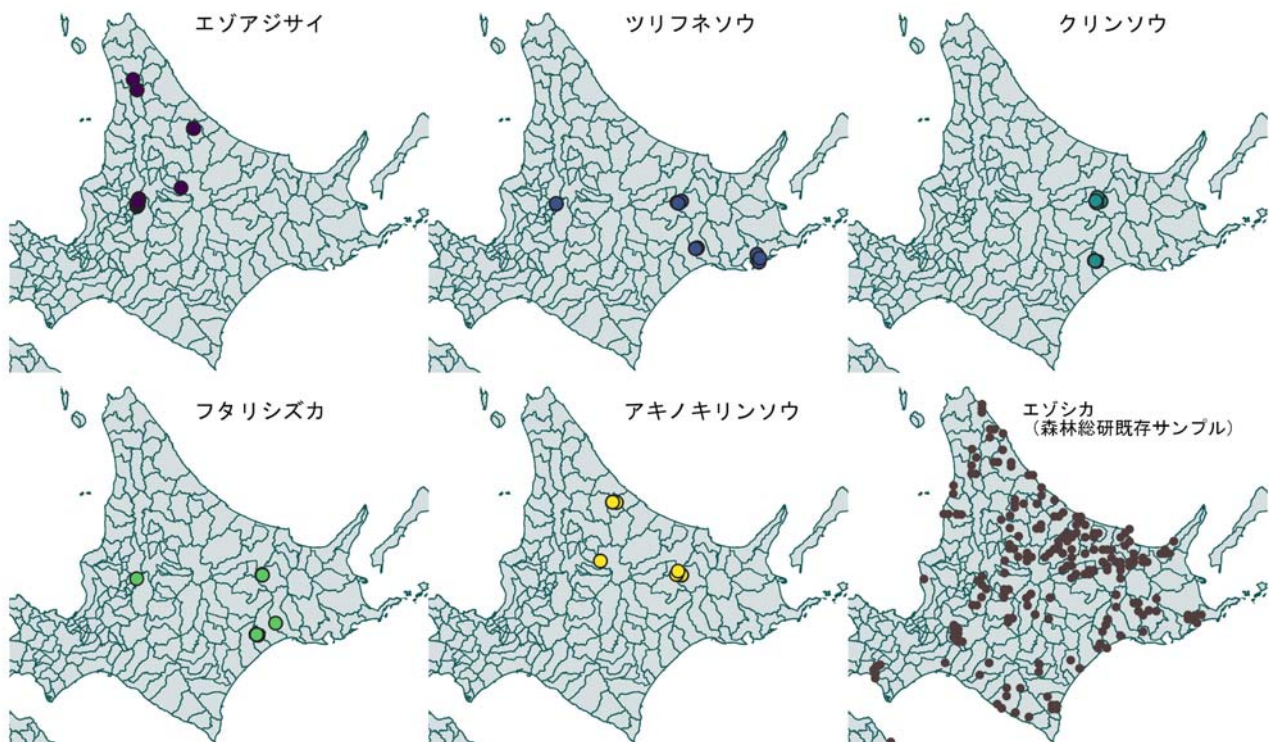 エゾアジサイ
ツリフネソウ
クリンソウ
フタリシズカ
アキノキリンソウ
エゾシカ
（森林総研既存サンプル）